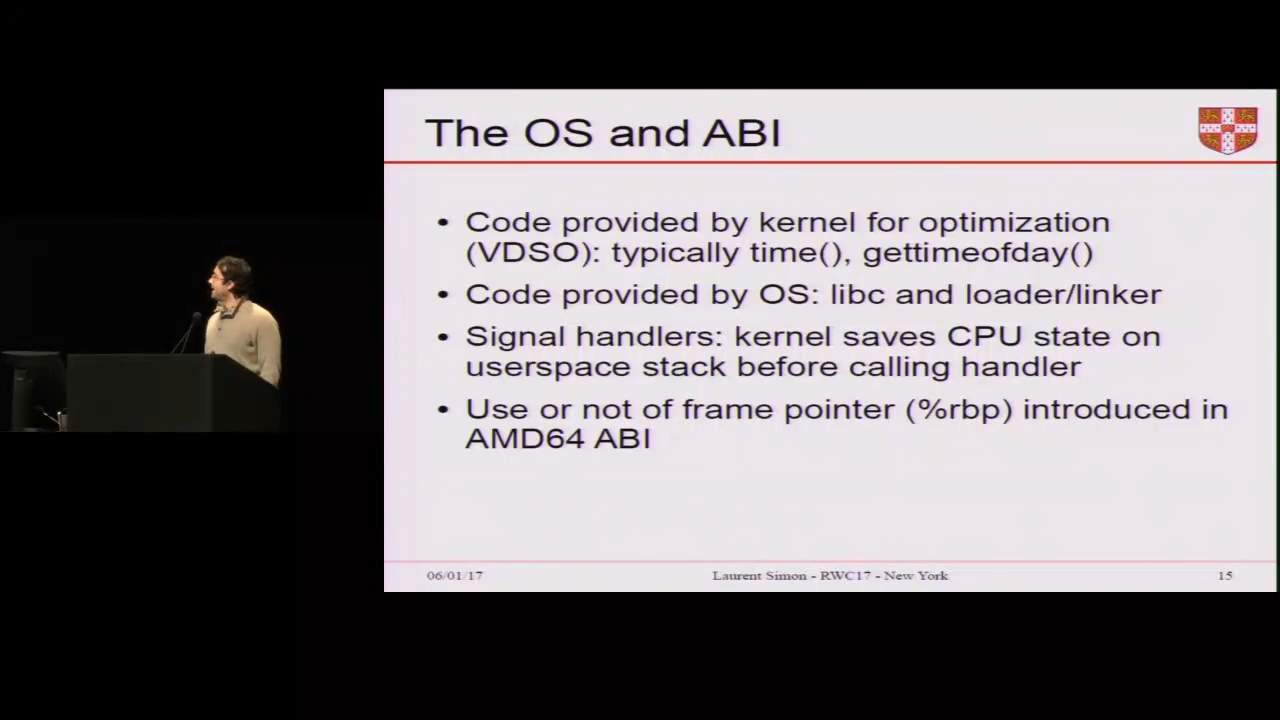 The OS and ABI
• Code provided by kernel for optimization
(VDSO): typically time(), gettimeofday()
• Code provided by OS: libc and loader/linker
• Signal handlers: kernel saves CPU state on
userspace stack before calling handler
• Use or not of frame pointer (%rbp) introduced in
AMD64 ABI
06/01/17
Laurent Simon - RWC17 - New York
15